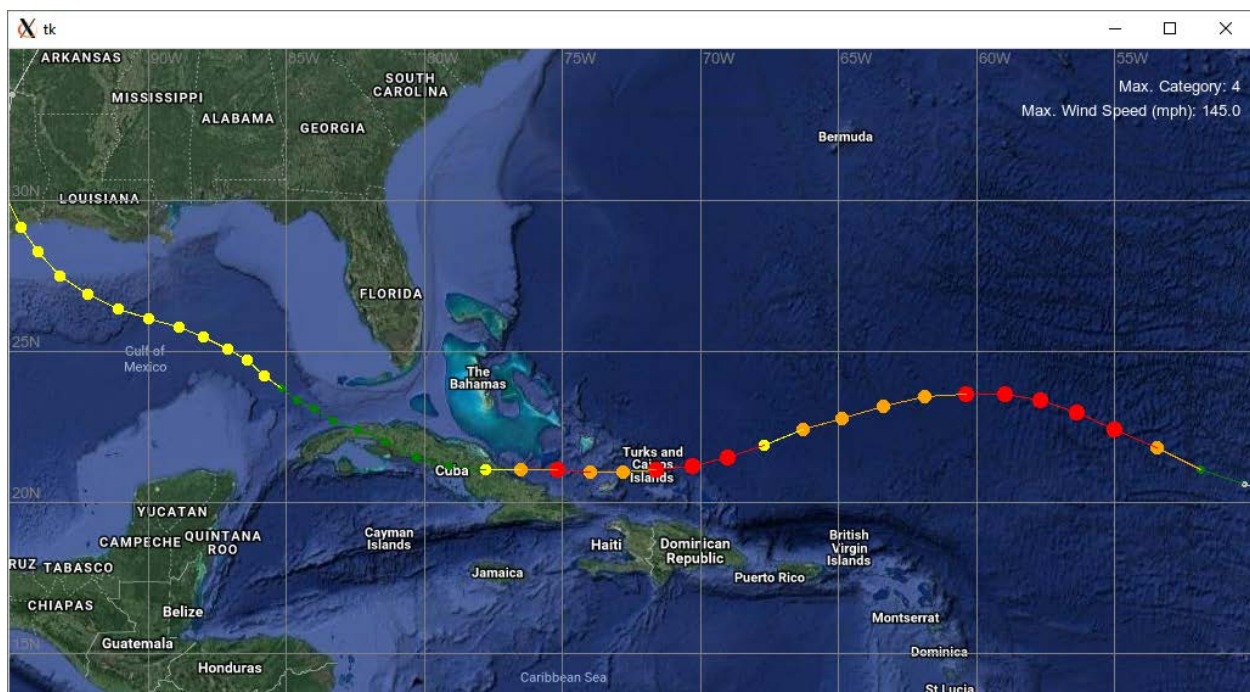 tk
ARKANSAS
90W
85W
80W
75W
70W
65W
60W
55W
SOUTH
CAROLINA
Max. Category: 4
MISSISSIPPI
Max. Wind Speed (mph): 145.0
ALABAMA
GEORGIA
Bermuda
30N
LOUISIANA
FLORIDA
25N
Gulf of
Mexico
The
Bahamas
Turks and
Caicos
Islands
Cuba
20N
YUCATAN
CAMPECHE
QUINTANA
ROO
Cayman
Islands
Haiti
Dominican
Republic
British
Virgin
Islands
RUZ
TABASCO
Jamaica
Puerto Rico
CHIAPAS
Belize
Montserrat
Guatemala
15N
Dominica
Honduras
Caribbean Sea
St Lucia